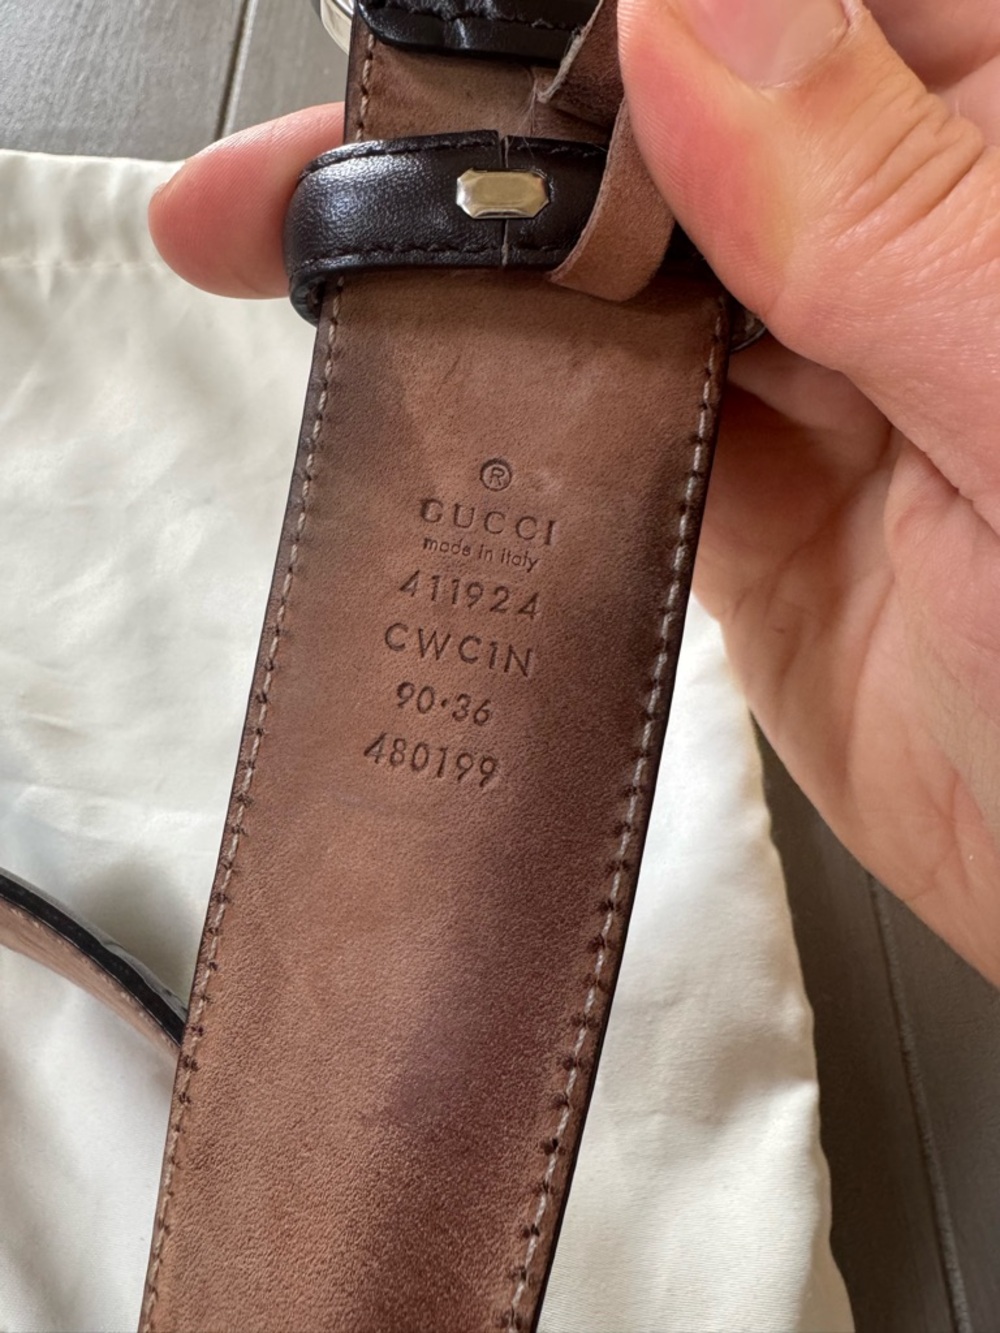 ®
GUCCI
made in italy
411924
CWC1N
90·36
480199